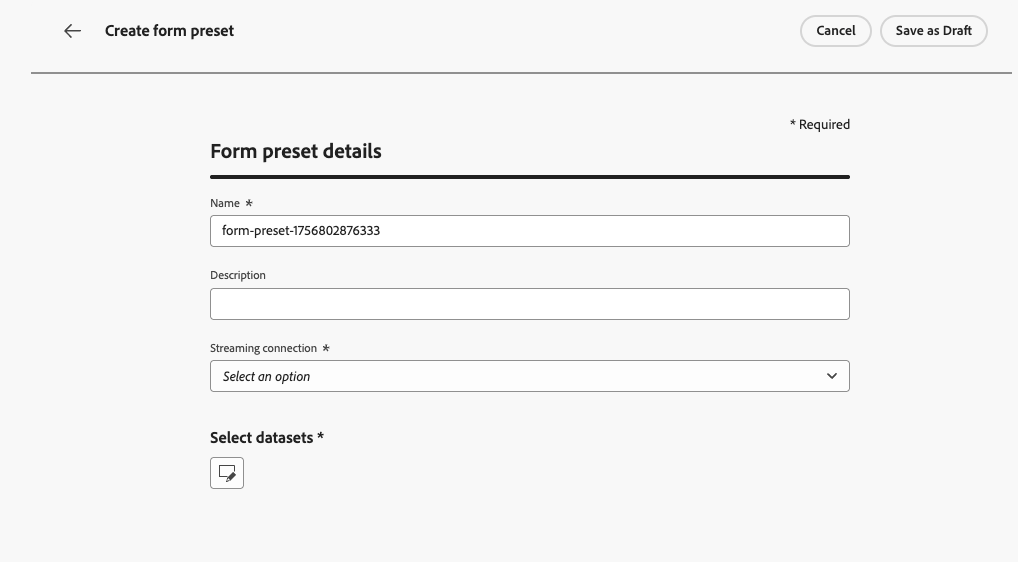 Create form preset
Cancel
Save as Draft
* Required
Form preset details
Name *
form-preset-1756802876333
Description
Streaming connection *
Select an option
Select datasets *